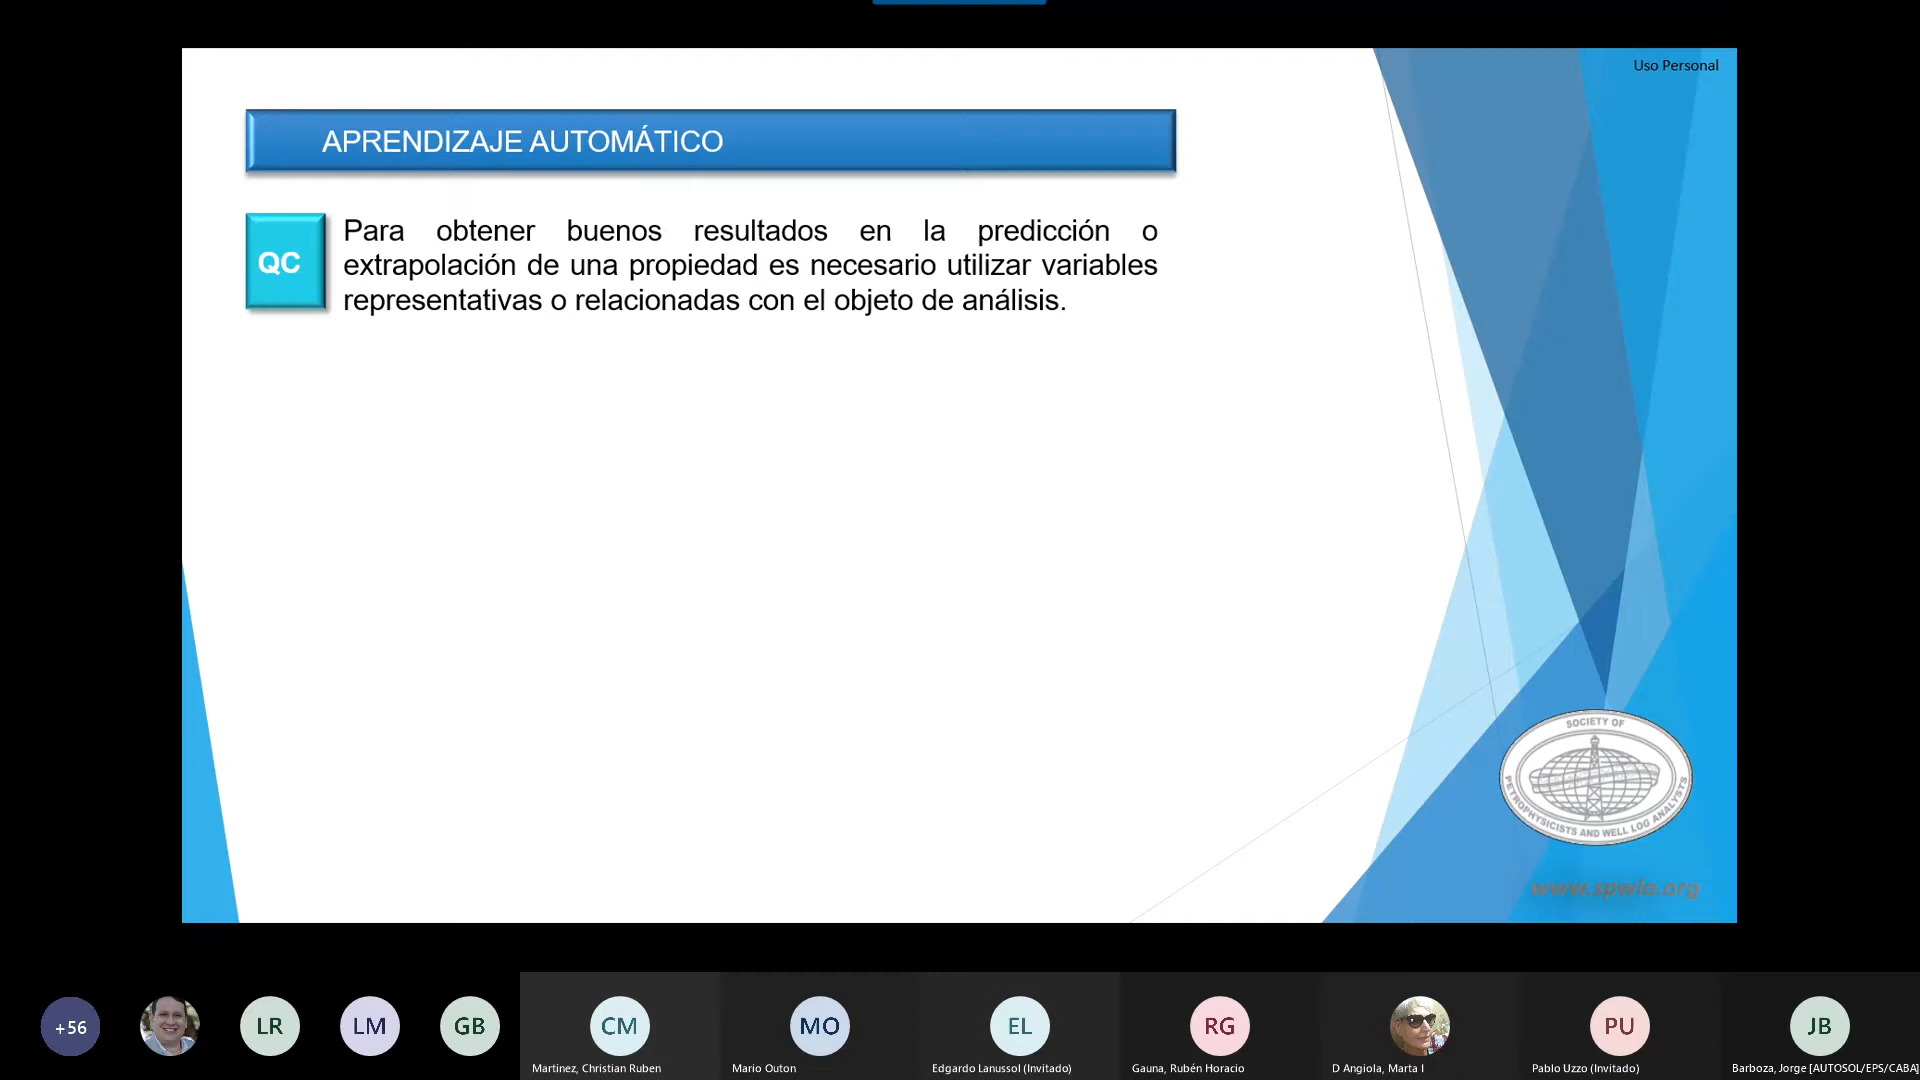 Uso Personal
APRENDIZAJE AUTOMÁTICO
QC
Para obtener buenos resultados en la predicción o
extrapolación de una propiedad es necesario utilizar variables
representativas o relacionadas con el objeto de análisis.
SOCIETY OF
PETROPHYSICISTS AND WELL LOG ANALYSTS
www.spwla.org
+56
LR
LM
GB
CM
MO
EL
RG
PU
JB
Martinez, Christian Ruben
Mario Outon
Edgardo Lanussol (Invitado)
Gauna, Rubén Horacio
D Angiola, Marta I
Pablo Uzzo (Invitado)
Barboza, Jorge [AUTOSOL/EPS/CABA]